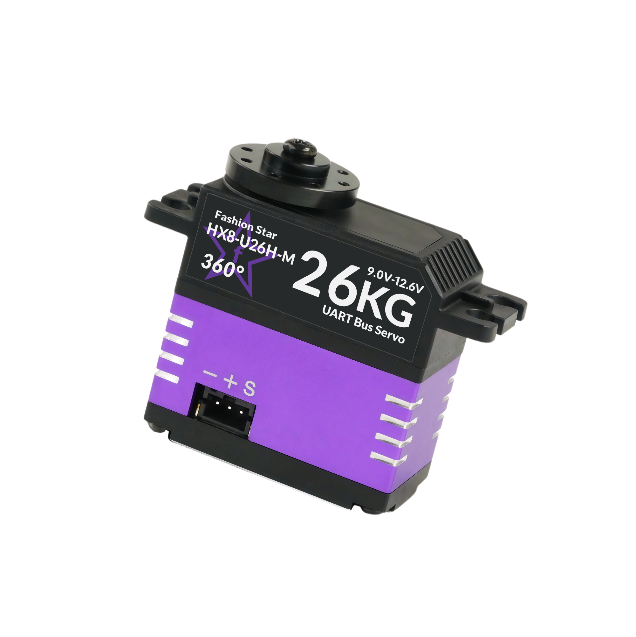 Fashion Star
HX8-U26H-M
360°
26KG
9.0V-12.6V
UART Bus Servo
− + S